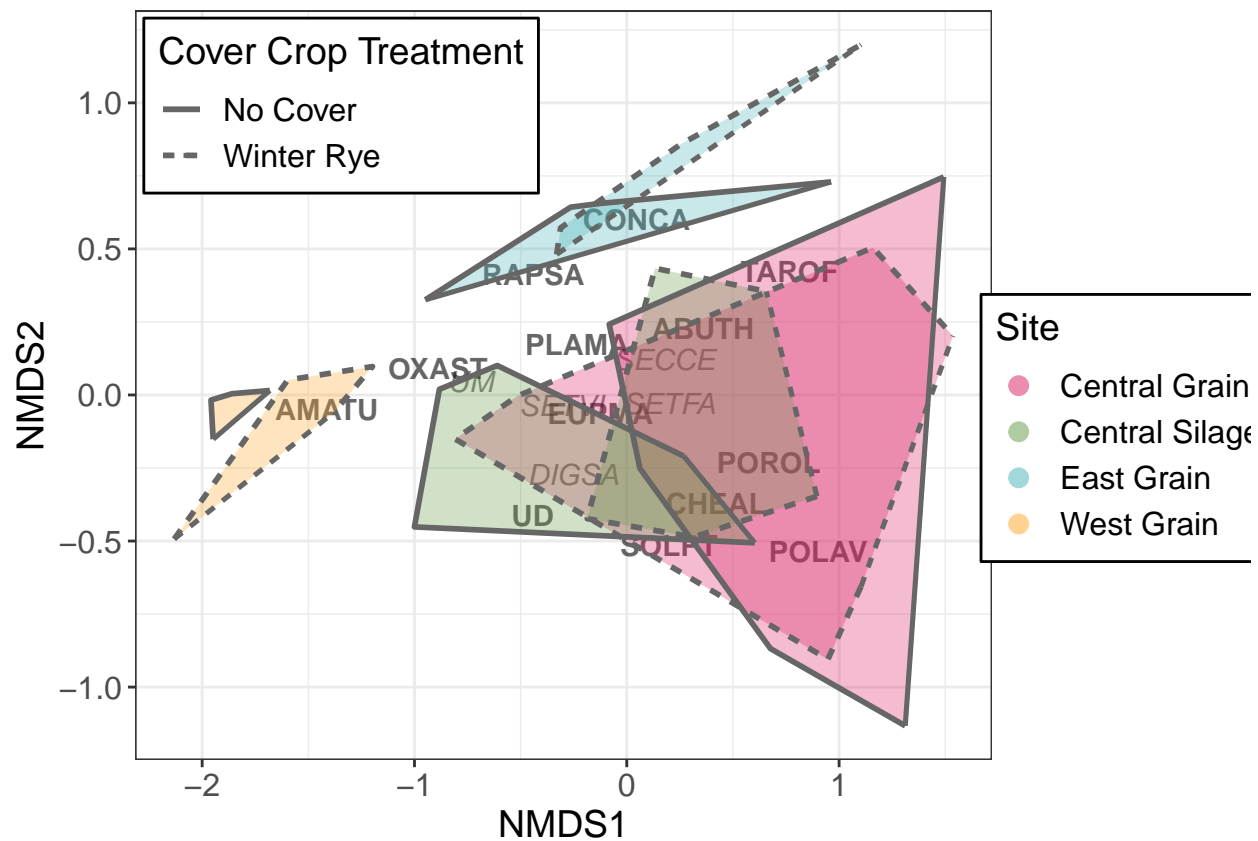 Cover Crop Treatment
No Cover
Winter Rye
1.0
0.5
0.0
−0.5
−1.0
NMDS2
CONCA
RAPSA
TAROF
ABUTH
PLAMA
SECCE
OXAST
UM
AMATU
SETVI
SETFA
EUPMA
POROL
DIGSA
CHEAL
UD
SOLPT
POLAV
Site
Central Grain
Central Silage
East Grain
West Grain
−2
−1
0
1
NMDS1